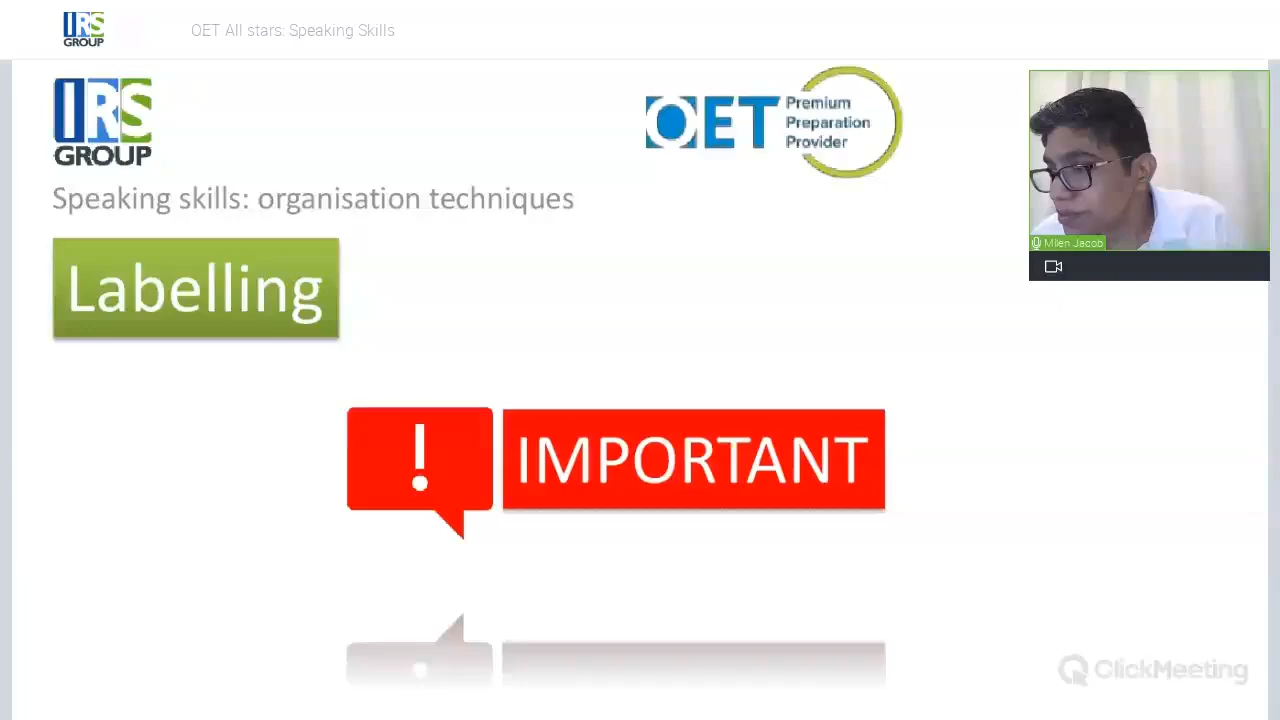 IRS
GROUP
OET All stars: Speaking Skills
IRS
GROUP
OET
Premium
Preparation
Provider
Milen Jacob
Speaking skills: organisation techniques
Labelling
!
IMPORTANT
ClickMeeting